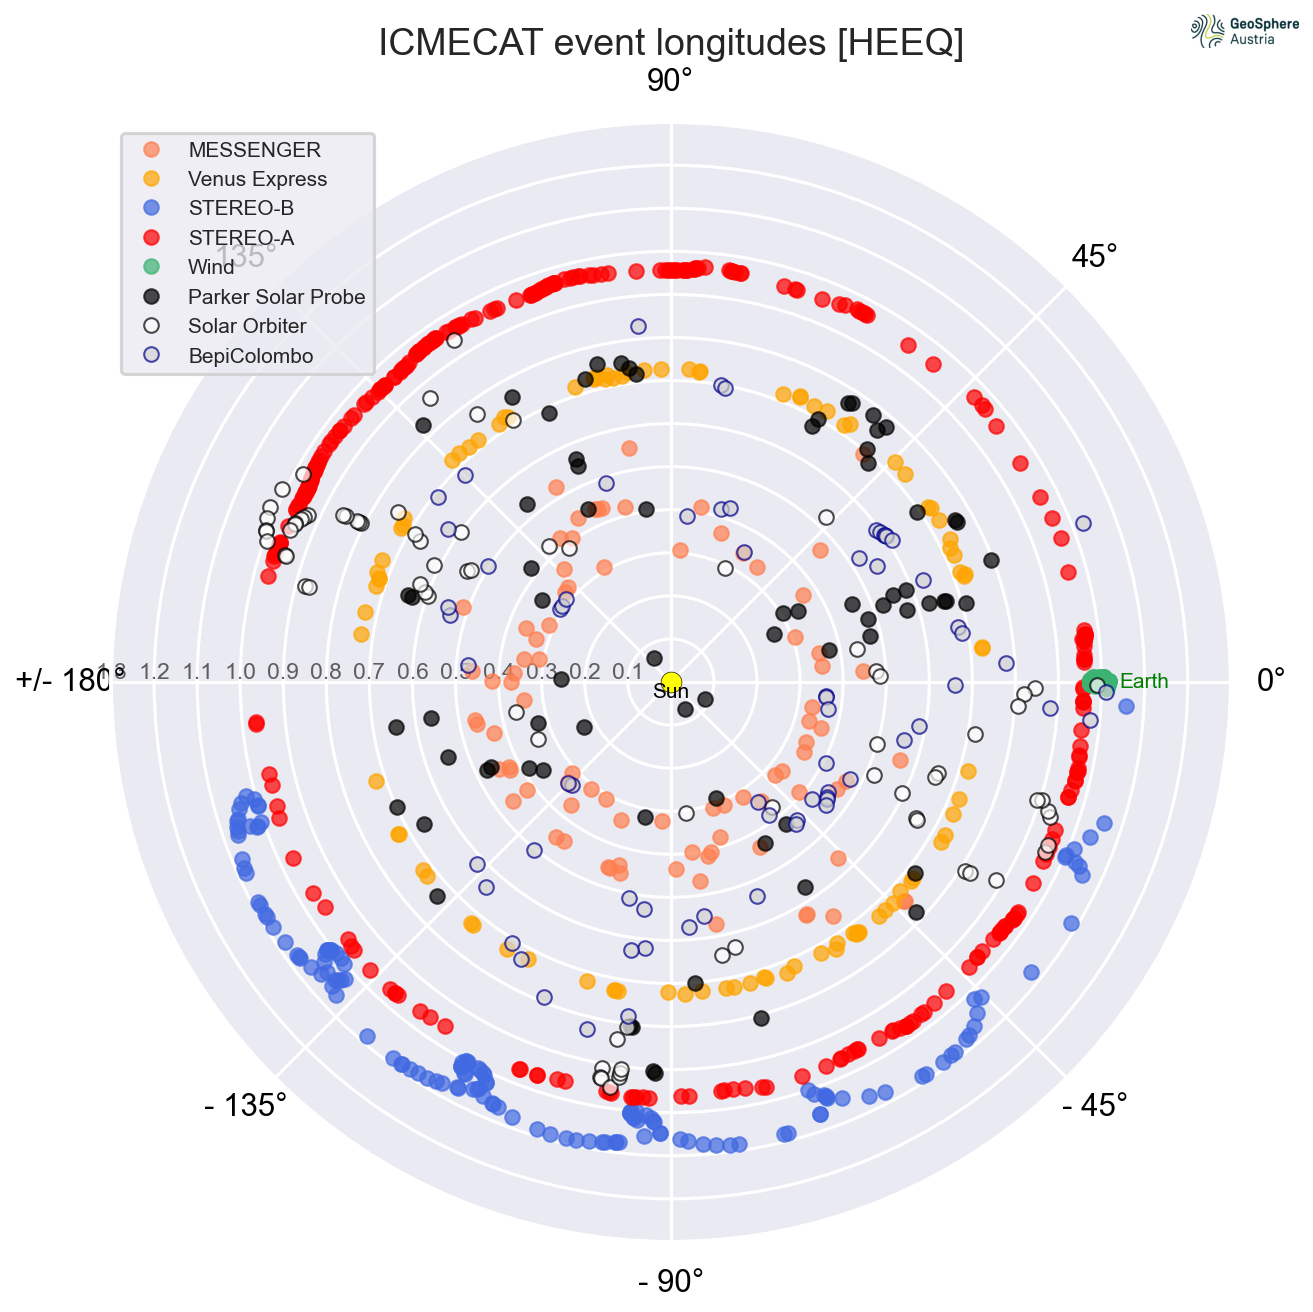 ICMECAT event longitudes [HEEQ]
GeoSphere
Austria
90°
MESSENGER
Venus Express
STEREO-B
STEREO-A
Wind
Parker Solar Probe
Solar Orbiter
BepiColombo
135°
45°
+/- 180°
1.3 1.2 1.1 1.0 0.9 0.8 0.7 0.6 0.5 0.4 0.3 0.2 0.1
Sun
Earth
0°
- 135°
- 45°
- 90°